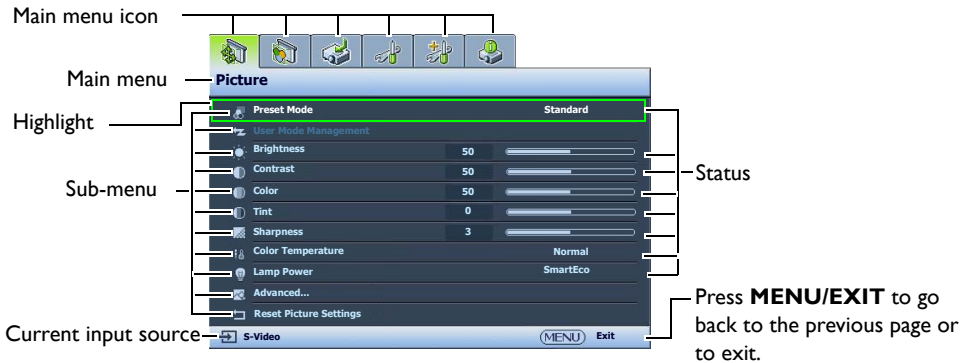 Main menu icon
Main menu
Picture
Highlight
Preset Mode Standard
User Mode Management
Brightness 50
Contrast 50
Status
Sub-menu
Color 50
Tint 0
Sharpness 3
Color Temperature Normal
Lamp Power SmartEco
Advanced...
Reset Picture Settings
Current input source
S-Video MENU Exit
Press MENU/EXIT to go
back to the previous page or
to exit.